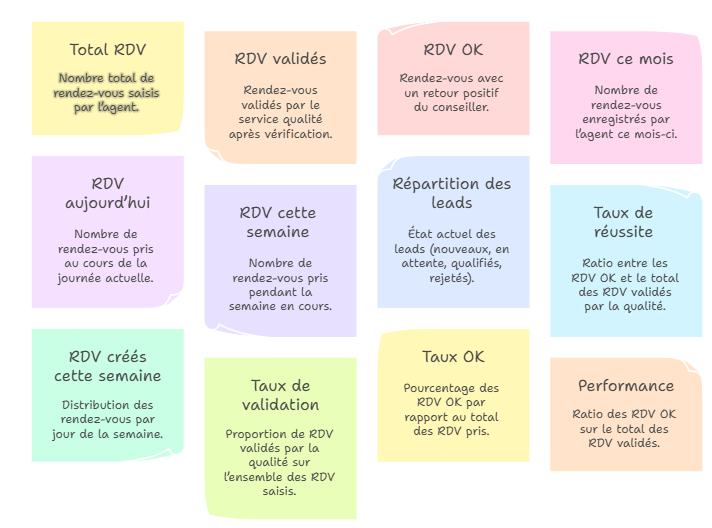 Total RDV
Nombre total de
rendez-vous saisis
par l'agent.
RDV validés
Rendez-vous
validés par le
service qualité
après vérification.
RDV OK
Rendez-vous avec
un retour positif
du conseiller.
RDV ce mois
Nombre de
rendez-vous
enregistrés par
l'agent ce mois-ci.
RDV
aujourd'hui
Nombre de
rendez-vous pris
au cours de la
journée actuelle.
RDV cette
semaine
Nombre de
rendez-vous pris
pendant la
semaine en cours.
Répartition des
leads
État actuel des
leads (nouveaux, en
attente, qualifiés,
rejetés).
Taux de
réussite
Ratio entre les
RDV OK et le total
des RDV validés
par la qualité.
RDV créés
cette semaine
Distribution des
rendez-vous par
jour de la semaine.
Taux de
validation
Proportion de RDV
validés par la
qualité sur
l'ensemble des RDV
saisis.
Taux OK
Pourcentage des
RDV OK par
rapport au total
des RDV pris.
Performance
Ratio des RDV OK
sur le total des
RDV validés.